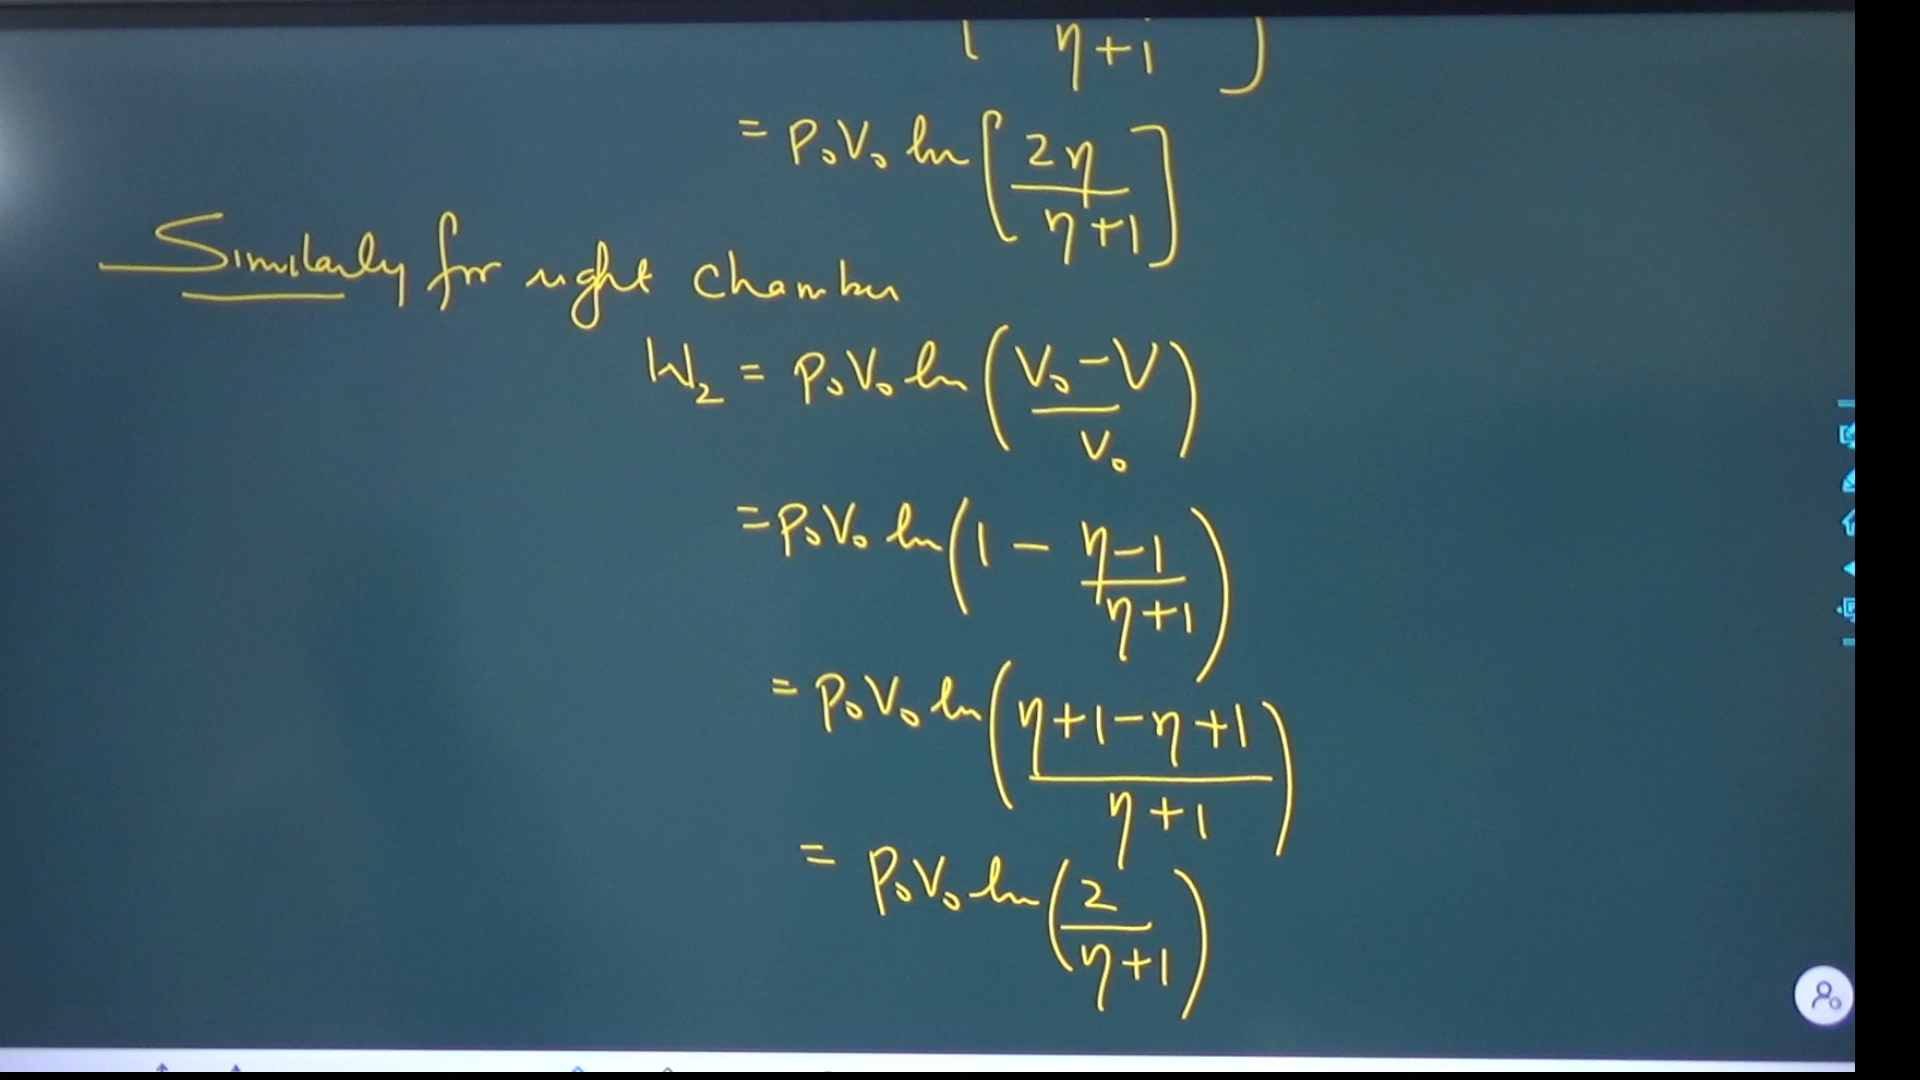 ( η+1 )
= P₀V₀ ln [ 2η / η+1 ]
Similarly for right chamber
W₂ = P₀V₀ ln ( V₀-V / V₀ )
= P₀V₀ ln ( 1 - η-1 / η+1 )
= P₀V₀ ln ( η+1-η+1 / η+1 )
= P₀V₀ ln ( 2 / η+1 )